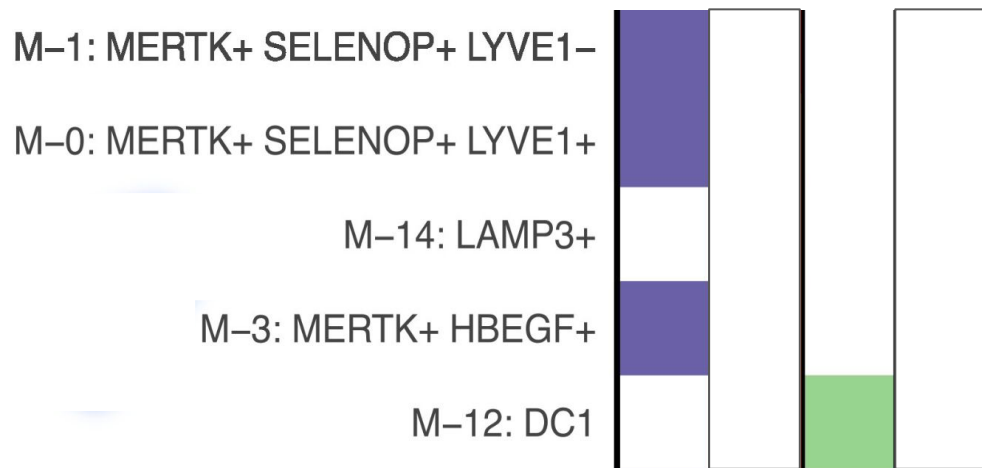 M–1: MERTK+ SELENOP+ LYVE1–
M–0: MERTK+ SELENOP+ LYVE1+
M–14: LAMP3+
M–3: MERTK+ HBEGF+
M–12: DC1